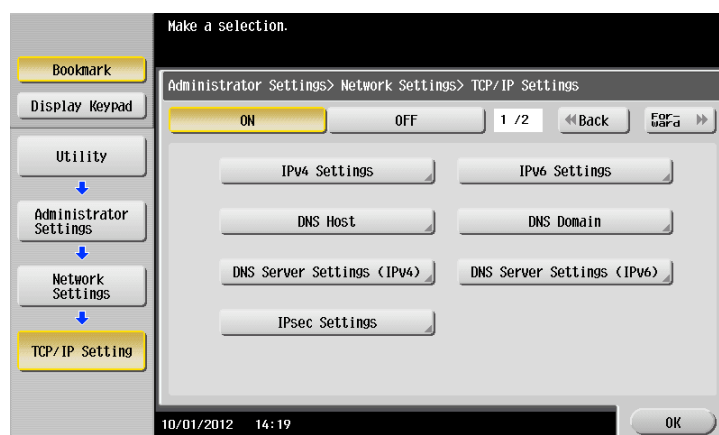 Make a selection.
Bookmark
Display Keypad
Administrator Settings> Network Settings> TCP/IP Settings
ON
OFF
1 /2
Back
For-
ward
Utility
Administrator
Settings
Network
Settings
TCP/IP Setting
IPv4 Settings
IPv6 Settings
DNS Host
DNS Domain
DNS Server Settings (IPv4)
DNS Server Settings (IPv6)
IPsec Settings
10/01/2012 14:19
OK